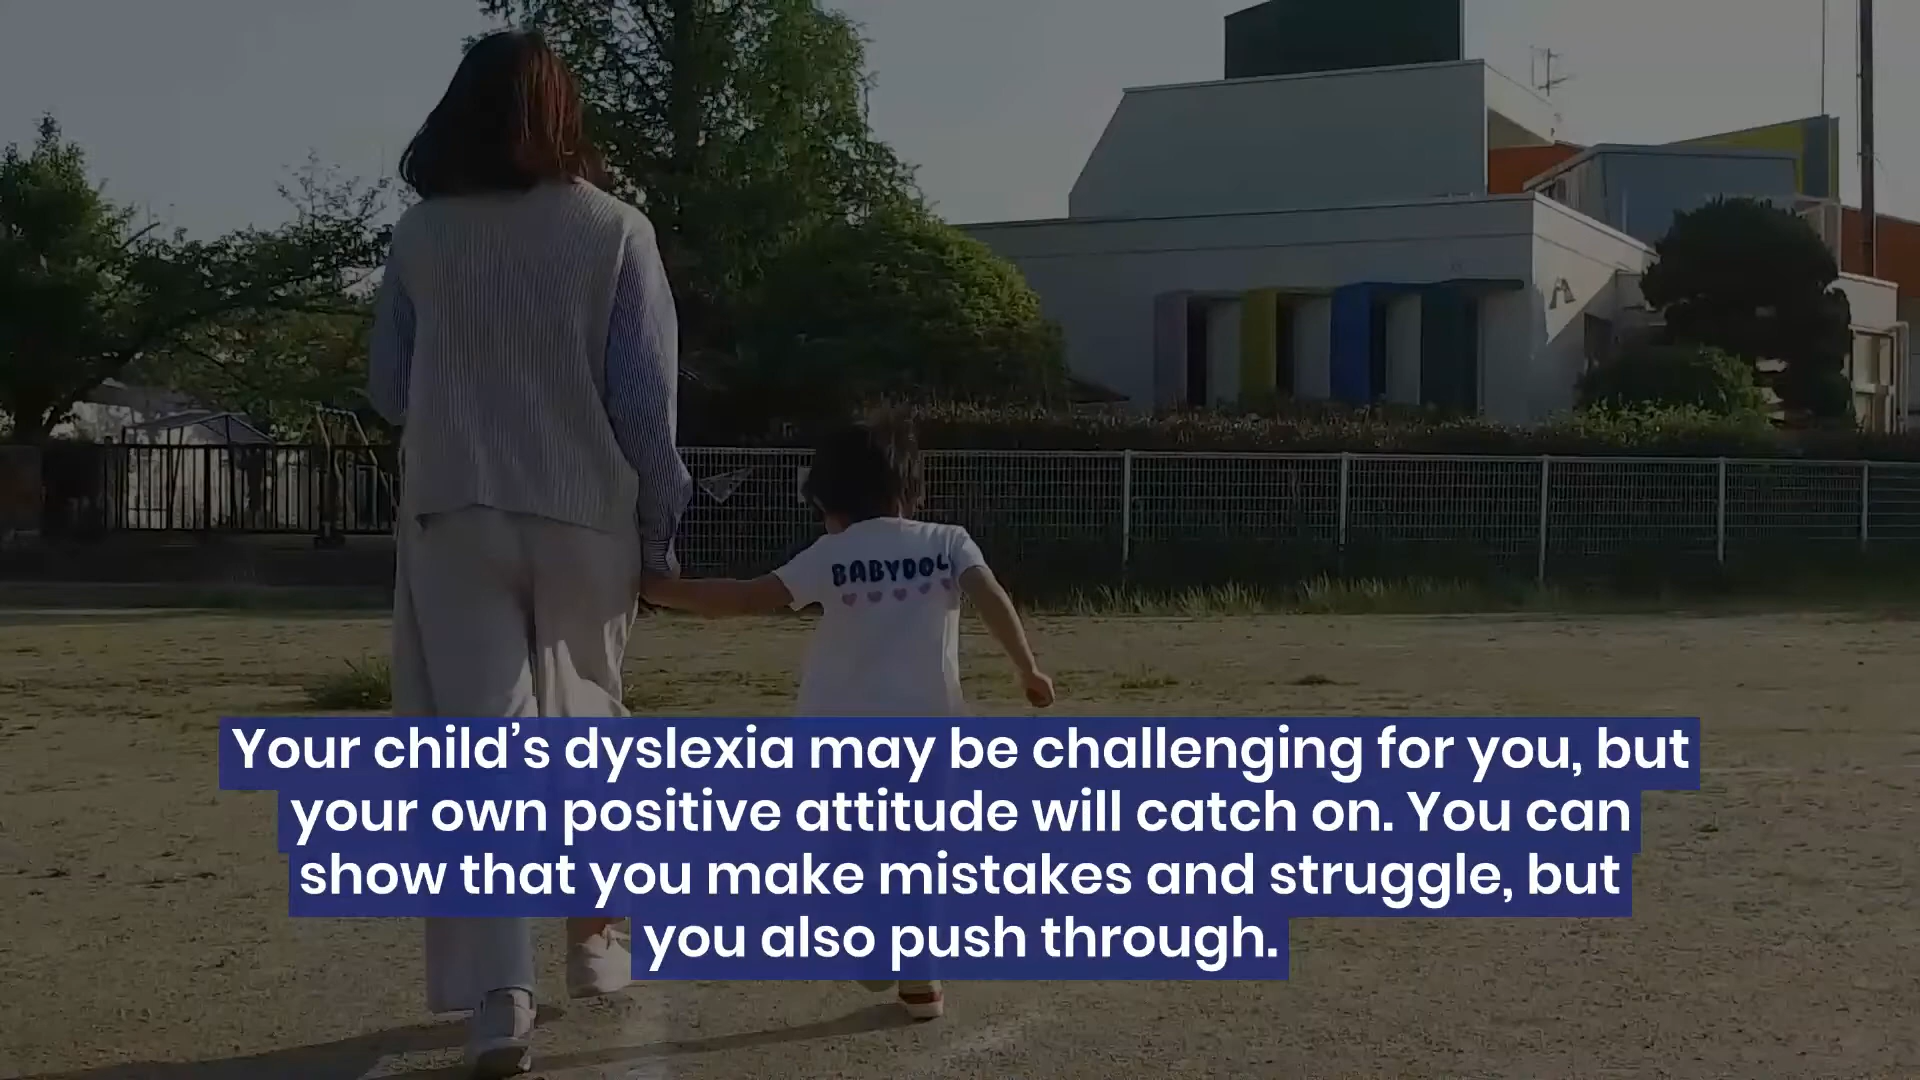 BABYDOL
Your child’s dyslexia may be challenging for you, but
your own positive attitude will catch on. You can
show that you make mistakes and struggle, but
you also push through.